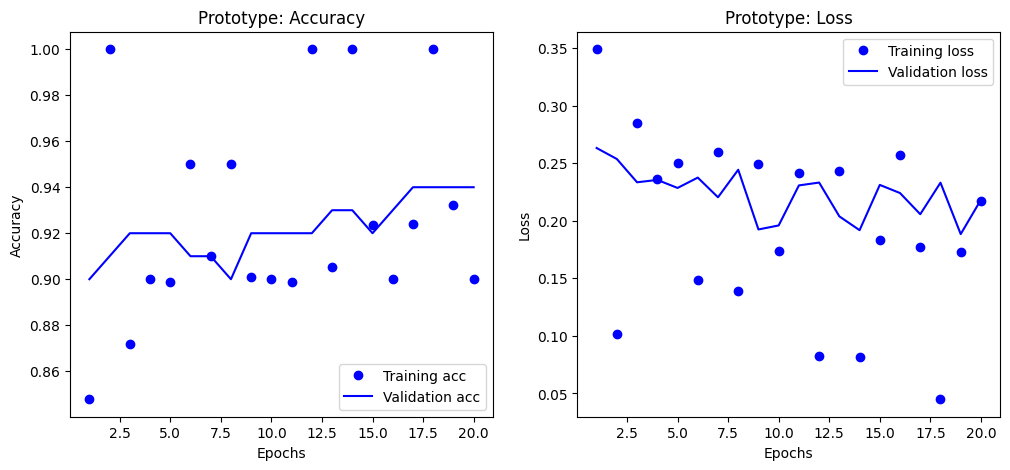 Prototype: Accuracy
Accuracy
1.00
0.98
0.96
0.94
0.92
0.90
0.88
0.86
Training acc
Validation acc
2.5 5.0 7.5 10.0 12.5 15.0 17.5 20.0
Epochs
Prototype: Loss
Loss
0.35
0.30
0.25
0.20
0.15
0.10
0.05
Training loss
Validation loss
2.5 5.0 7.5 10.0 12.5 15.0 17.5 20.0
Epochs